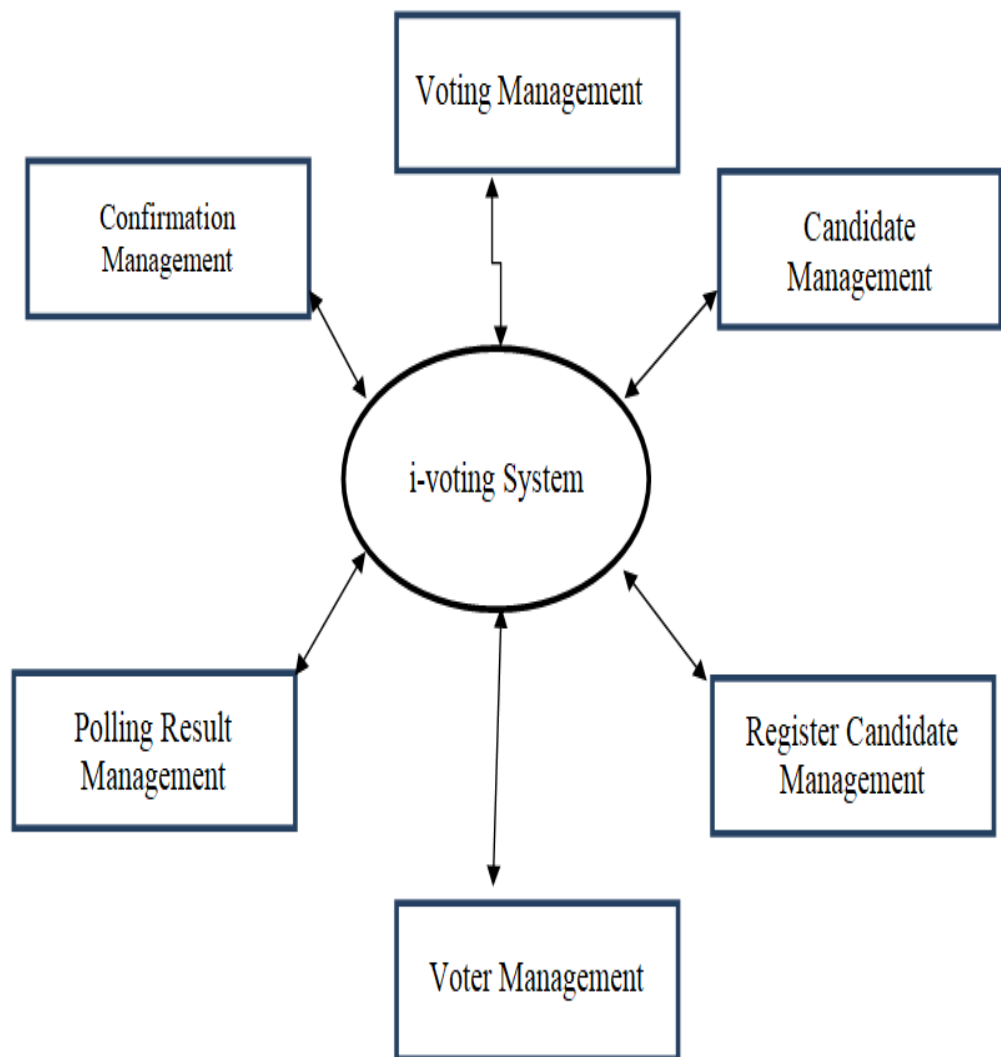 Voting Management
Confirmation
Management
Candidate
Management
i-voting System
Polling Result
Management
Register Candidate
Management
Voter Management